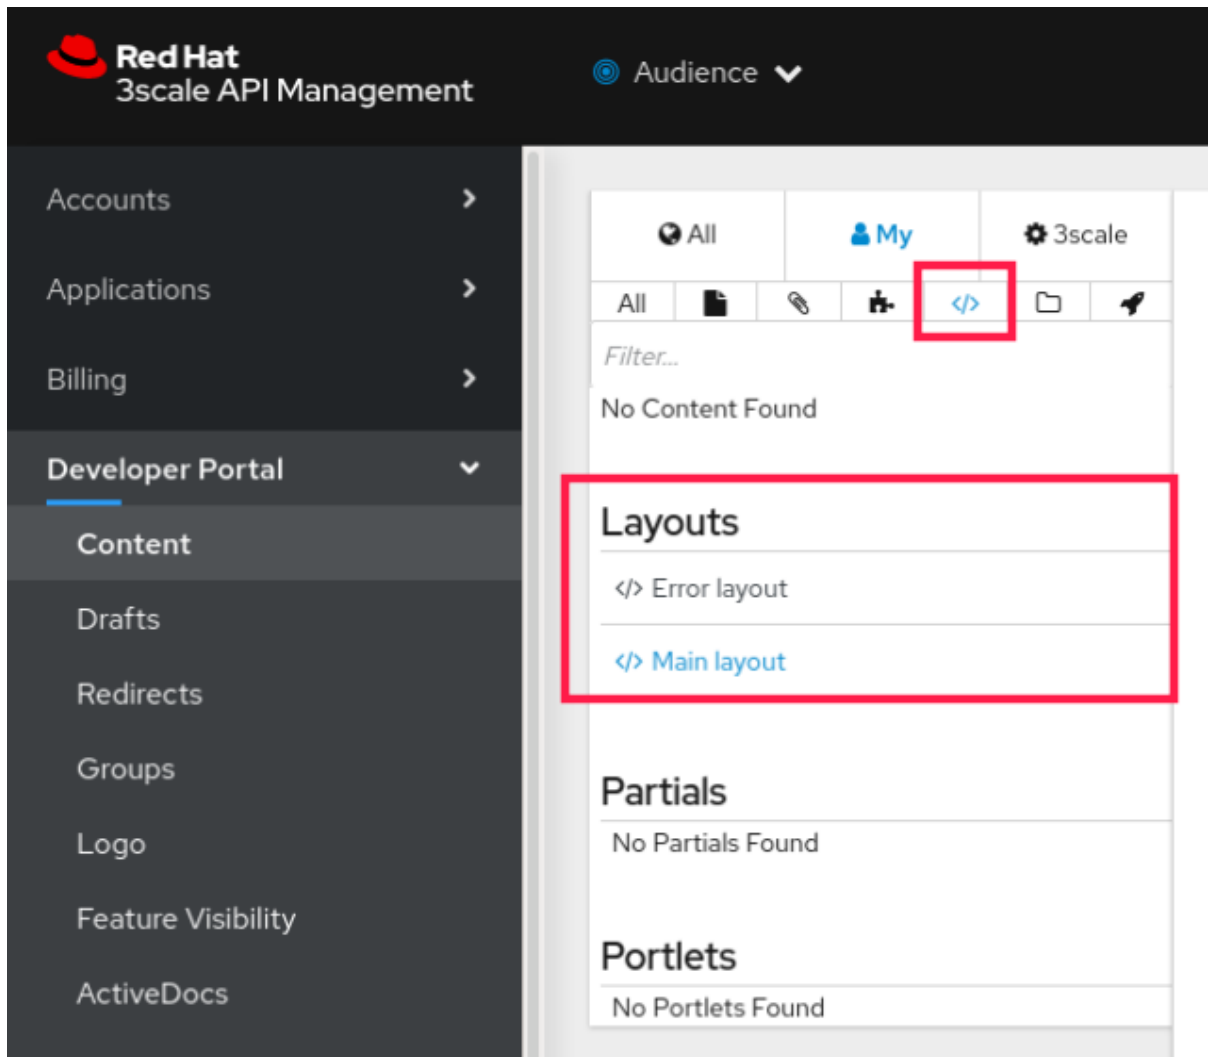 Red Hat
3scale API Management
Audience
Accounts
Applications
Billing
Developer Portal
Content
Drafts
Redirects
Groups
Logo
Feature Visibility
ActiveDocs
All My 3scale
All </>
Filter...
No Content Found
Layouts
</> Error layout
</> Main layout
Partials
No Partials Found
Portlets
No Portlets Found